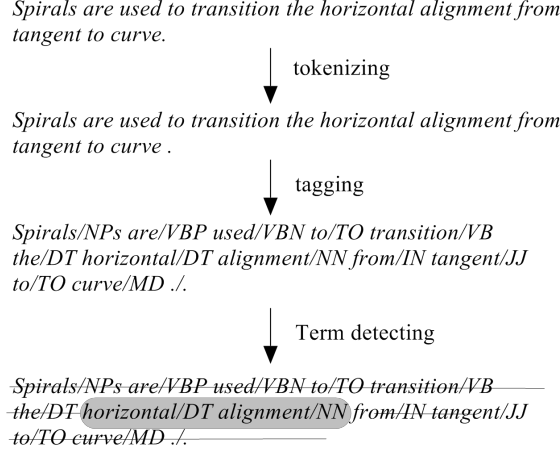 Spirals are used to transition the horizontal alignment from
tangent to curve.
tokenizing
Spirals are used to transition the horizontal alignment from
tangent to curve .
tagging
Spirals/NPs are/VBP used/VBN to/TO transition/VB
the/DT horizontal/DT alignment/NN from/IN tangent/JJ
to/TO curve/MD ./.
Term detecting
Spirals/NPs are/VBP used/VBN to/TO transition/VB
the/DT horizontal/DT alignment/NN from/IN tangent/JJ
to/TO curve/MD ./.